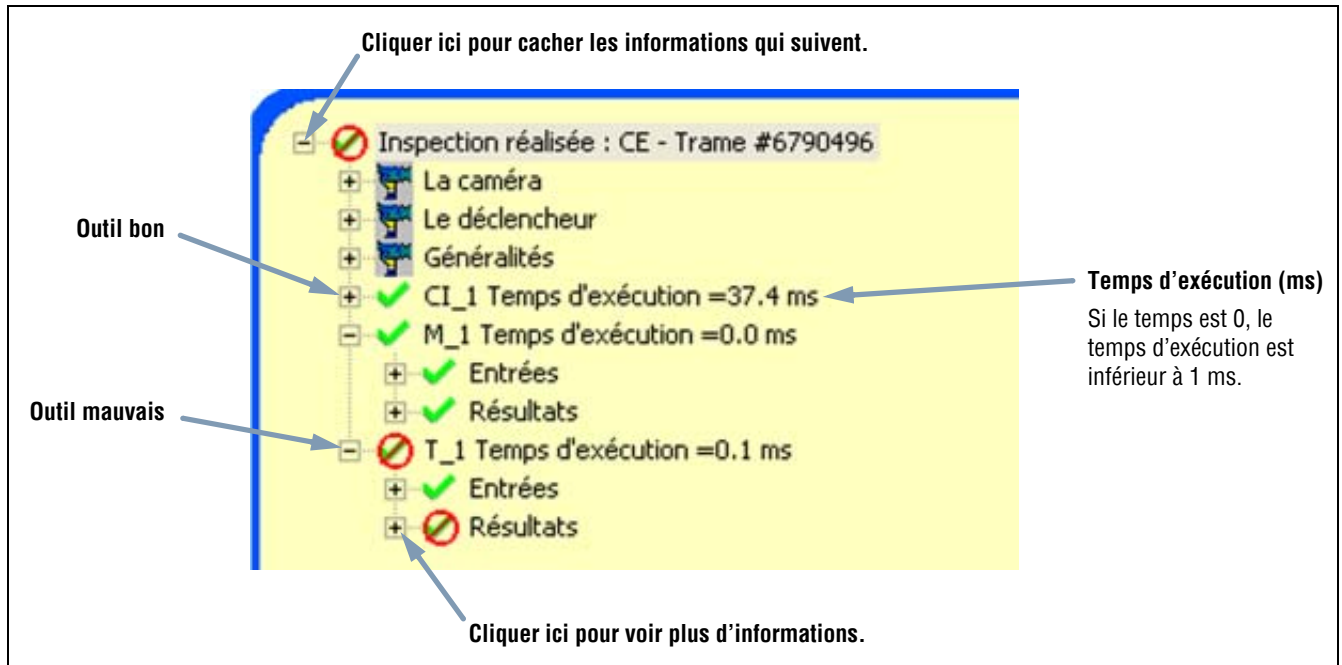 Cliquer ici pour cacher les informations qui suivent.
Inspection réalisée : CE - Trame #6790496
La caméra
Le déclencheur
Outil bon
Généralités
CI_1 Temps d'exécution =37.4 ms
Temps d’exécution (ms)
Si le temps est 0, le
temps d’exécution est
inférieur à 1 ms.
M_1 Temps d'exécution =0.0 ms
Entrées
Résultats
Outil mauvais
T_1 Temps d'exécution =0.1 ms
Entrées
Résultats
Cliquer ici pour voir plus d’informations.